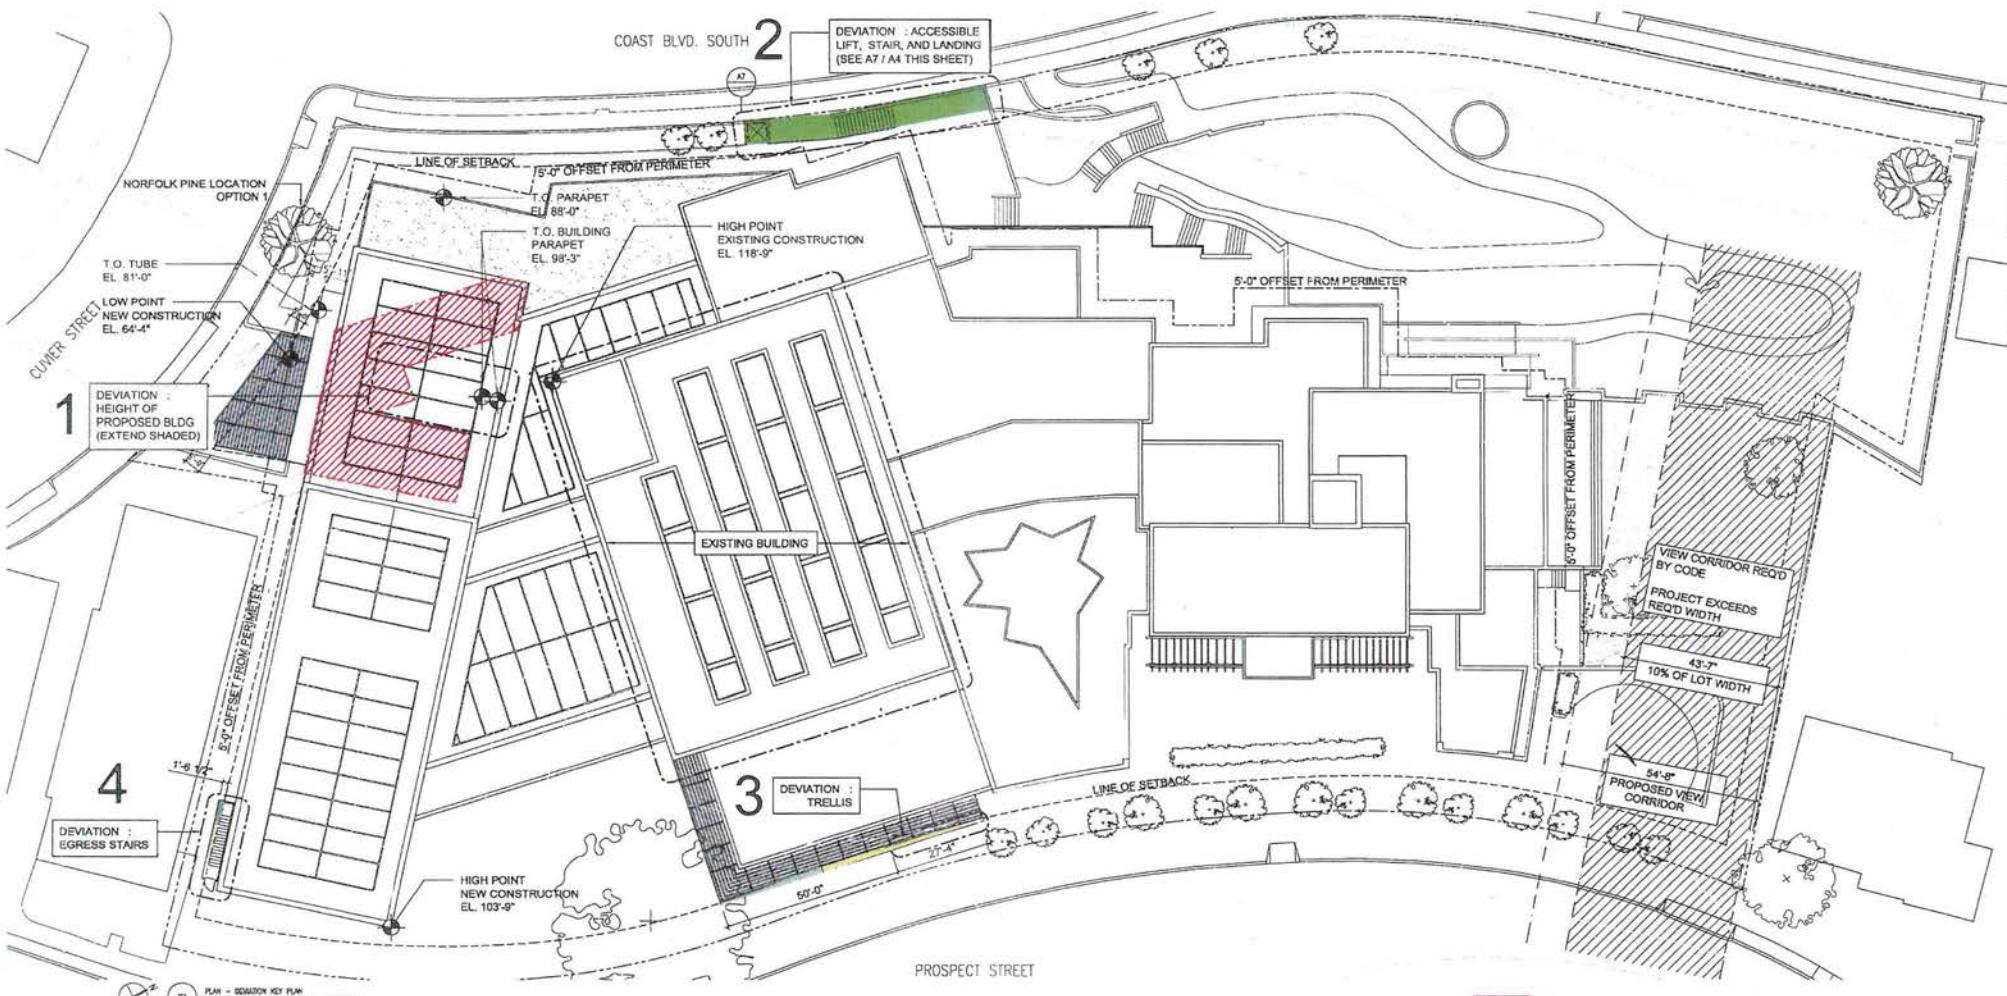 COAST BLVD. SOUTH
2
DEVIATION : ACCESSIBLE
LIFT, STAIR, AND LANDING
(SEE A7 / A4 THIS SHEET)
A7
LINE OF SETBACK
5'-0" OFFSET FROM PERIMETER
NORFOLK PINE LOCATION
OPTION 1
T.O. PARAPET
EL. 88'-0"
T.O. BUILDING
PARAPET
EL. 98'-3"
HIGH POINT
EXISTING CONSTRUCTION
EL. 118'-9"
T.O. TUBE
EL. 81'-0"
LOW POINT
NEW CONSTRUCTION
EL. 64'-4"
CUVIER STREET
5'-0" OFFSET FROM PERIMETER
1
DEVIATION :
HEIGHT OF
PROPOSED BLDG
(EXTEND SHADED)
5'-0" OFFSET FROM PERIMETER
EXISTING BUILDING
VIEW CORRIDOR REQ'D
BY CODE
PROJECT EXCEEDS
REQ'D WIDTH
43'-7"
10% OF LOT WIDTH
5'-0" OFFSET FROM PERIMETER
1'-6 1/2"
4
DEVIATION :
EGRESS STAIRS
3
DEVIATION :
TRELLIS
LINE OF SETBACK
54'-8"
PROPOSED VIEW
CORRIDOR
27'-4"
50'-0"
HIGH POINT
NEW CONSTRUCTION
EL. 103'-9"
PROSPECT STREET
PLAN - DEVIATION KEY PLAN